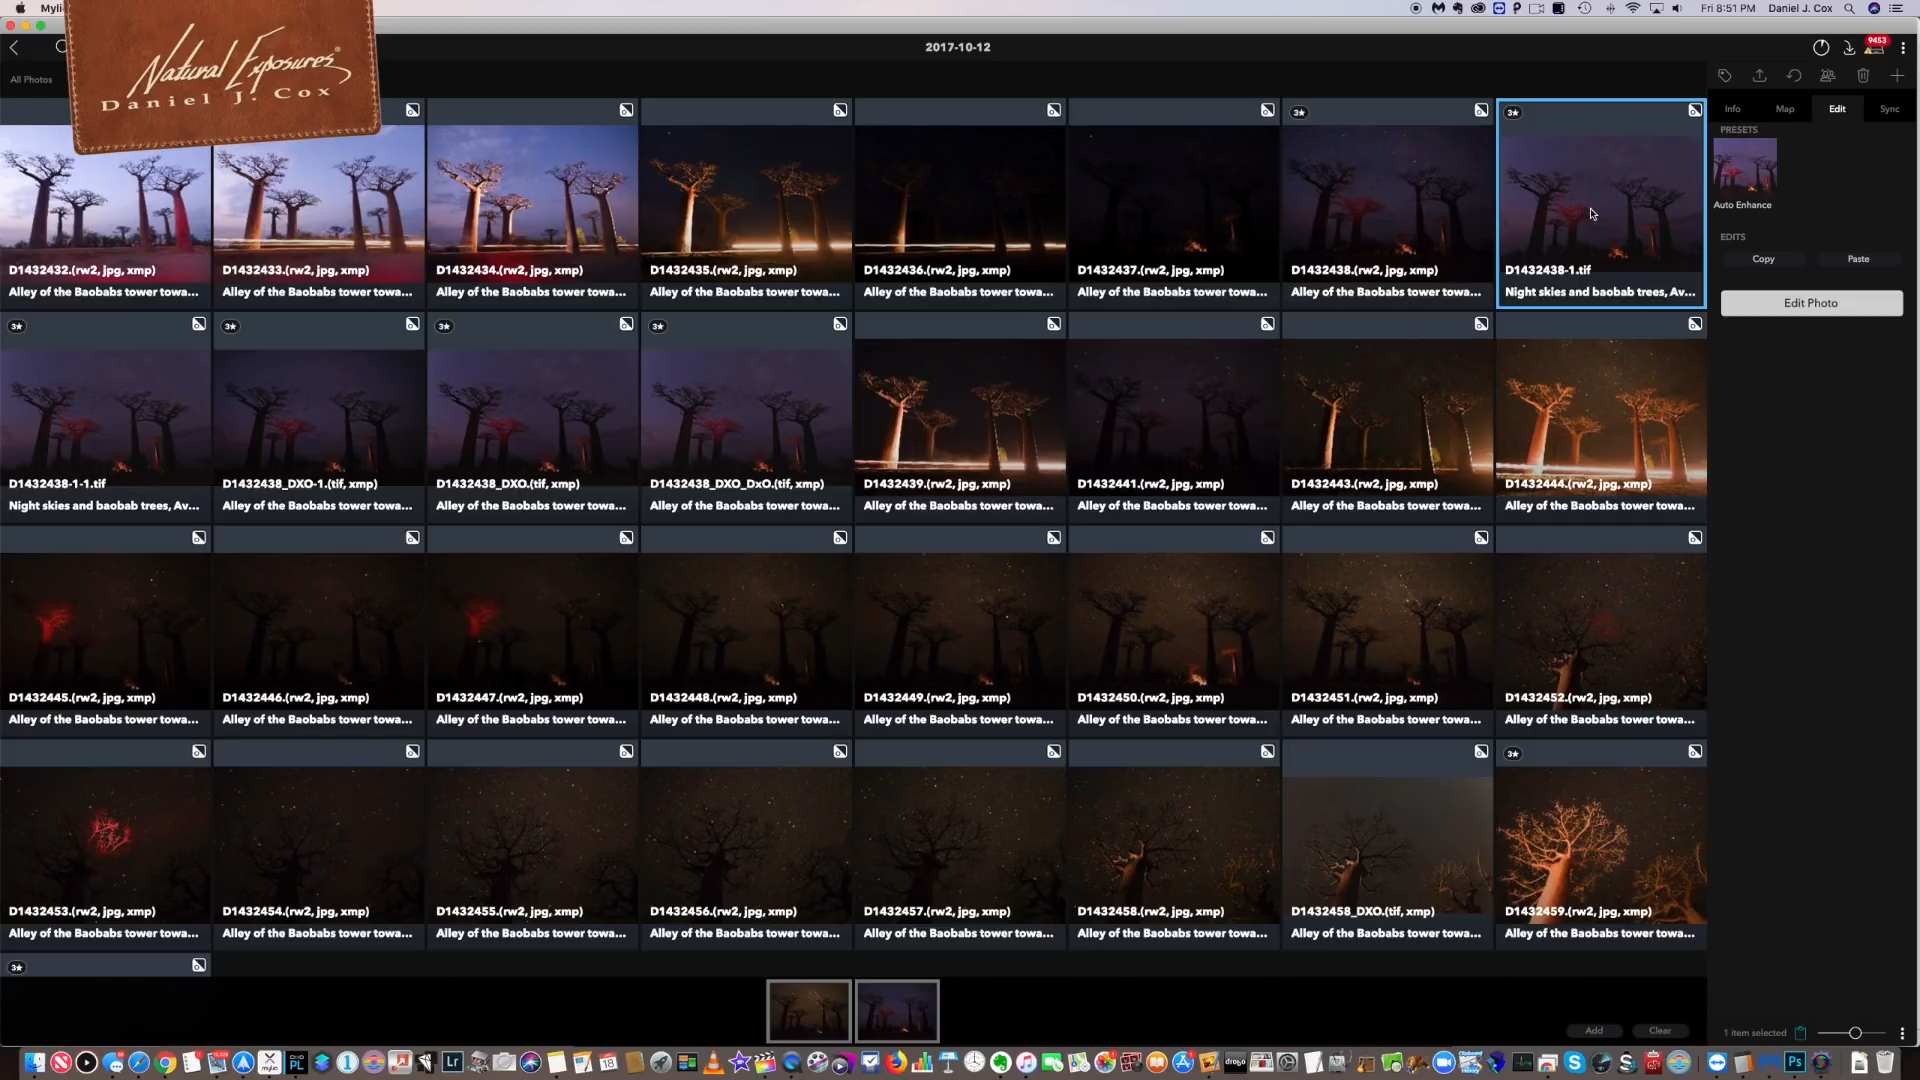 Myli
Fri 8:51 PM Daniel J. Cox
Natural Exposures®
Daniel J. Cox
2017-10-12
9453
All Photos
Info Map Edit Sync
PRESETS
Auto Enhance
EDITS
Copy Paste
Edit Photo
3★ 3★
D1432432.(rw2, jpg, xmp) D1432433.(rw2, jpg, xmp) D1432434.(rw2, jpg, xmp) D1432435.(rw2, jpg, xmp) D1432436.(rw2, jpg, xmp) D1432437.(rw2, jpg, xmp) D1432438.(rw2, jpg, xmp) D1432438-1.tif
Alley of the Baobabs tower towa... Alley of the Baobabs tower towa... Alley of the Baobabs tower towa... Alley of the Baobabs tower towa... Alley of the Baobabs tower towa... Alley of the Baobabs tower towa... Alley of the Baobabs tower towa... Night skies and baobab trees, Av...
3★ 3★ 3★ 3★
D1432438-1-1.tif D1432438_DXO-1.(tif, xmp) D1432438_DXO.(tif, xmp) D1432438_DXO_DxO.(tif, xmp) D1432439.(rw2, jpg, xmp) D1432441.(rw2, jpg, xmp) D1432443.(rw2, jpg, xmp) D1432444.(rw2, jpg, xmp)
Night skies and baobab trees, Av... Alley of the Baobabs tower towa... Alley of the Baobabs tower towa... Alley of the Baobabs tower towa... Alley of the Baobabs tower towa... Alley of the Baobabs tower towa... Alley of the Baobabs tower towa... Alley of the Baobabs tower towa...
D1432445.(rw2, jpg, xmp) D1432446.(rw2, jpg, xmp) D1432447.(rw2, jpg, xmp) D1432448.(rw2, jpg, xmp) D1432449.(rw2, jpg, xmp) D1432450.(rw2, jpg, xmp) D1432451.(rw2, jpg, xmp) D1432452.(rw2, jpg, xmp)
Alley of the Baobabs tower towa... Alley of the Baobabs tower towa... Alley of the Baobabs tower towa... Alley of the Baobabs tower towa... Alley of the Baobabs tower towa... Alley of the Baobabs tower towa... Alley of the Baobabs tower towa... Alley of the Baobabs tower towa...
3★
D1432453.(rw2, jpg, xmp) D1432454.(rw2, jpg, xmp) D1432455.(rw2, jpg, xmp) D1432456.(rw2, jpg, xmp) D1432457.(rw2, jpg, xmp) D1432458.(rw2, jpg, xmp) D1432458_DXO.(tif, xmp) D1432459.(rw2, jpg, xmp)
Alley of the Baobabs tower towa... Alley of the Baobabs tower towa... Alley of the Baobabs tower towa... Alley of the Baobabs tower towa... Alley of the Baobabs tower towa... Alley of the Baobabs tower towa... Alley of the Baobabs tower towa... Alley of the Baobabs tower towa...
3★
Add Clear
1 item selected
mylio PL Lr 18 drobo Ps